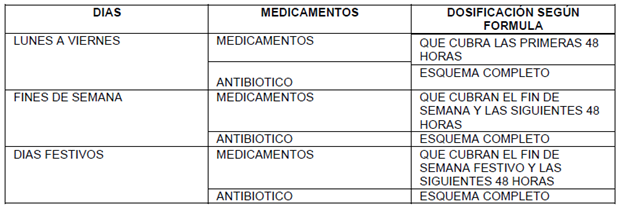 DIAS MEDICAMENTOS DOSIFICACIÓN SEGÚN
FORMULA
LUNES A VIERNES MEDICAMENTOS QUE CUBRA LAS PRIMERAS 48
HORAS
ANTIBIOTICO ESQUEMA COMPLETO
FINES DE SEMANA MEDICAMENTOS QUE CUBRAN EL FIN DE
SEMANA Y LAS SIGUIENTES 48
HORAS
ANTIBIOTICO ESQUEMA COMPLETO
DIAS FESTIVOS MEDICAMENTOS QUE CUBRAN EL FIN DE
SEMANA FESTIVO Y LAS
SIGUIENTES 48 HORAS
ANTIBIOTICO ESQUEMA COMPLETO